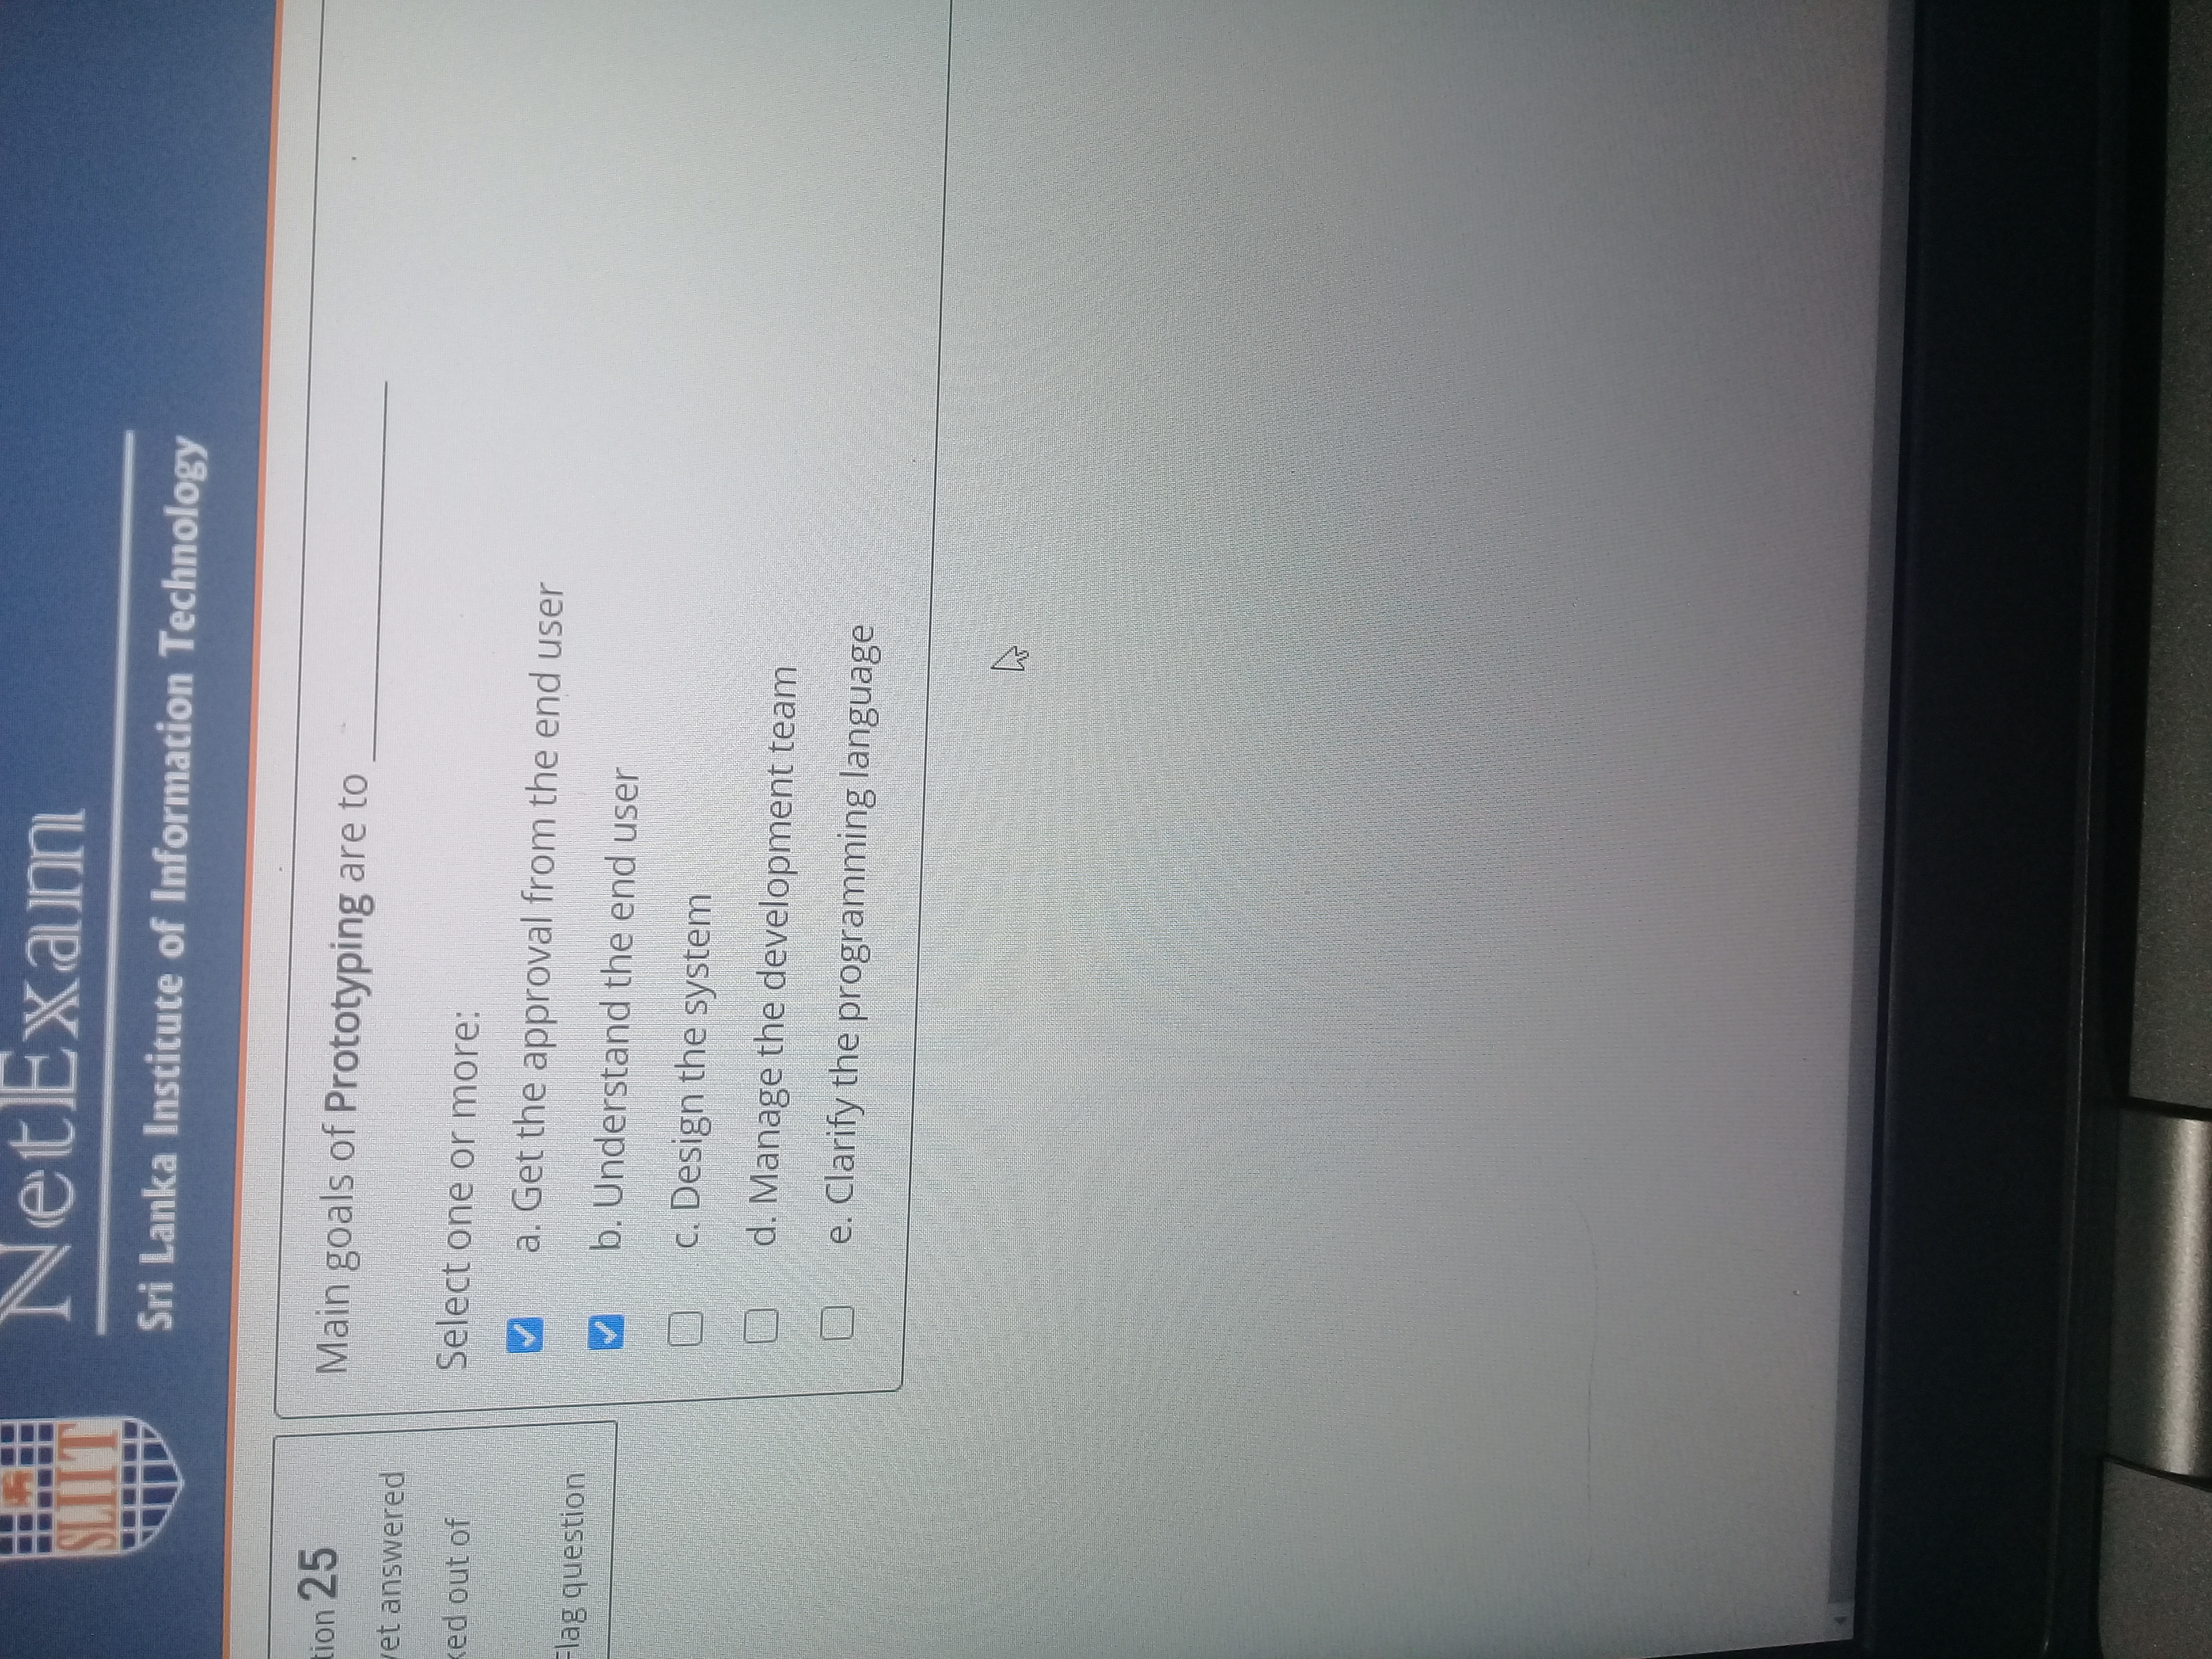 SLIIT
NetExam
Sri Lanka Institute of Information Technology
tion 25
yet answered
ked out of
Flag question
Main goals of Prototyping are to
Select one or more:
a. Get the approval from the end user
b. Understand the end user
c. Design the system
d. Manage the development team
e. Clarify the programming language